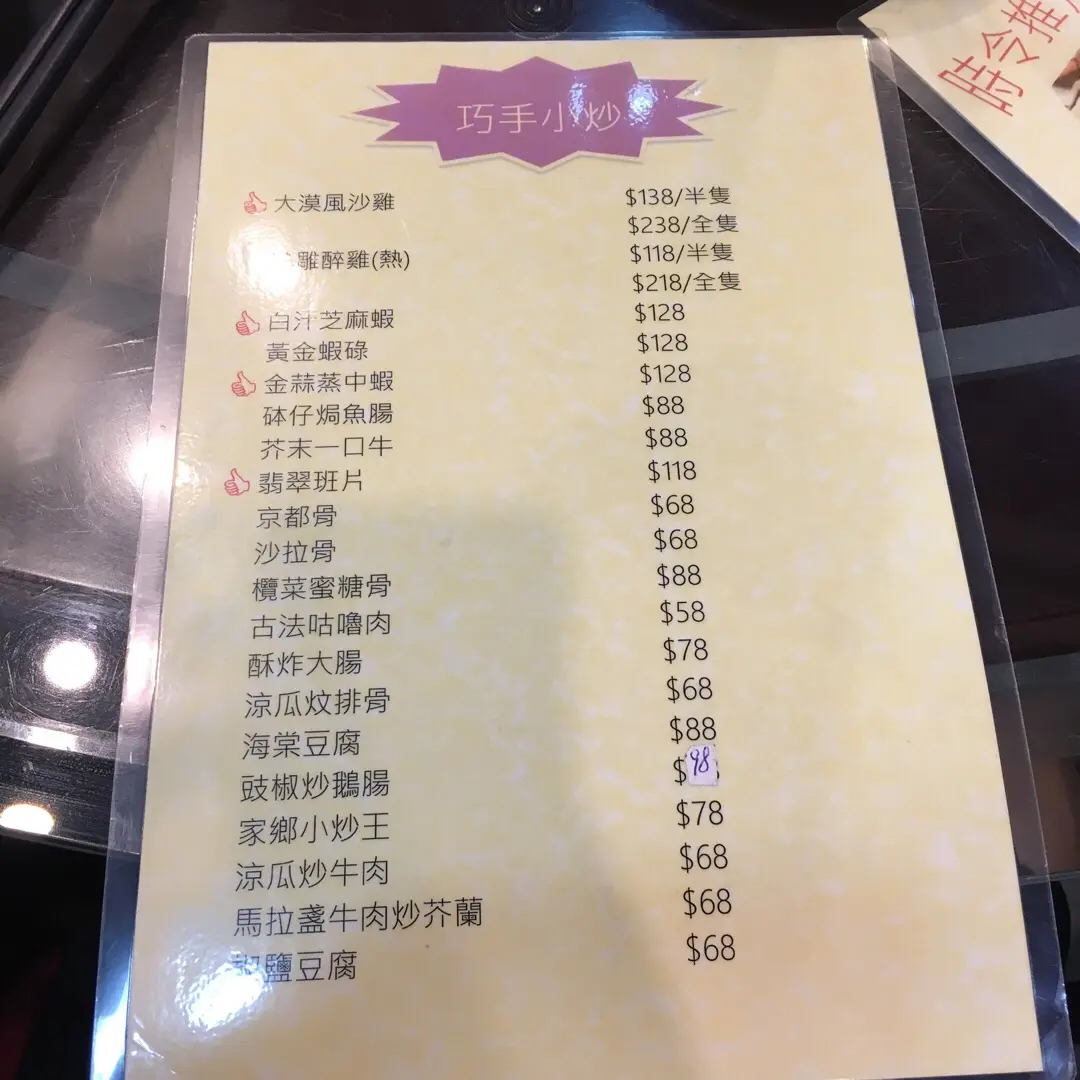 巧手小炒
大漠風沙雞 $138/半隻
$238/全隻
雕醉雞(熱) $118/半隻
$218/全隻
白汁芝麻蝦 $128
黃金蝦碌 $128
金蒜蒸中蝦 $128
砵仔焗魚腸 $88
芥末一口牛 $88
翡翠班片 $118
京都骨 $68
沙拉骨 $68
欖菜蜜糖骨 $88
古法咕嚕肉 $58
酥炸大腸 $78
涼瓜炆排骨 $68
海棠豆腐 $88
豉椒炒鵝腸 $98
家鄉小炒王 $78
涼瓜炒牛肉 $68
馬拉盞牛肉炒芥蘭 $68
椒鹽豆腐 $68
時令推